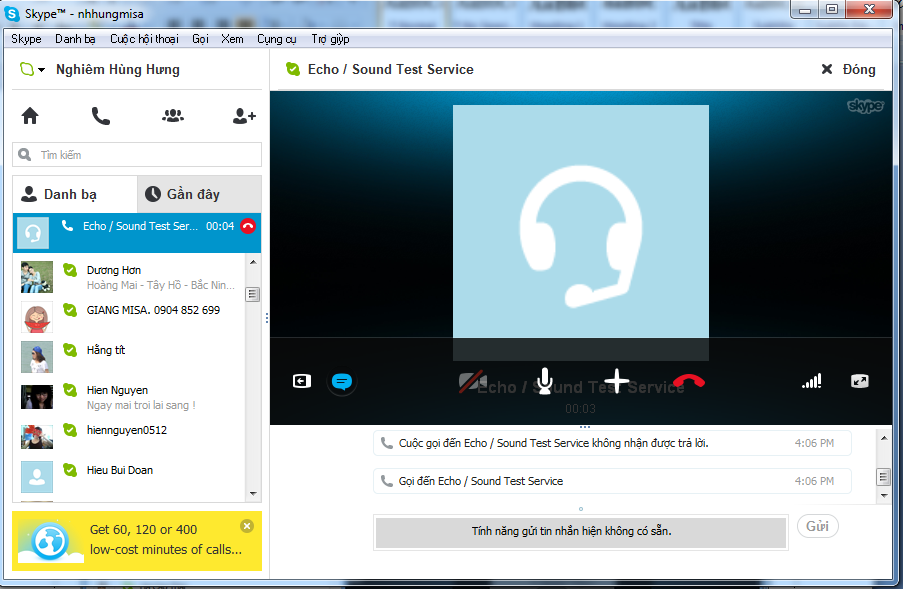 Skype™ - nhhungmisa
Skype Danh bạ Cuộc hội thoại Gọi Xem Cụng cụ Trợ giúp
Nghiêm Hùng Hưng
Echo / Sound Test Service
Đóng
skype
Tìm kiếm
Danh bạ
Gần đây
Echo / Sound Test Ser... 00:04
Dương Hơn
Hoàng Mai - Tây Hồ - Bắc Nin...
GIANG MISA. 0904 852 699
Hằng tít
Hien Nguyen
Ngay mai troi lai sang !
hiennguyen0512
Hieu Bui Doan
Get 60, 120 or 400
low-cost minutes of calls...
Echo / Sound Test Service
00:03
Cuộc gọi đến Echo / Sound Test Service không nhận được trả lời. 4:06 PM
Gọi đến Echo / Sound Test Service 4:06 PM
Tính năng gửi tin nhắn hiện không có sẵn.
Gửi